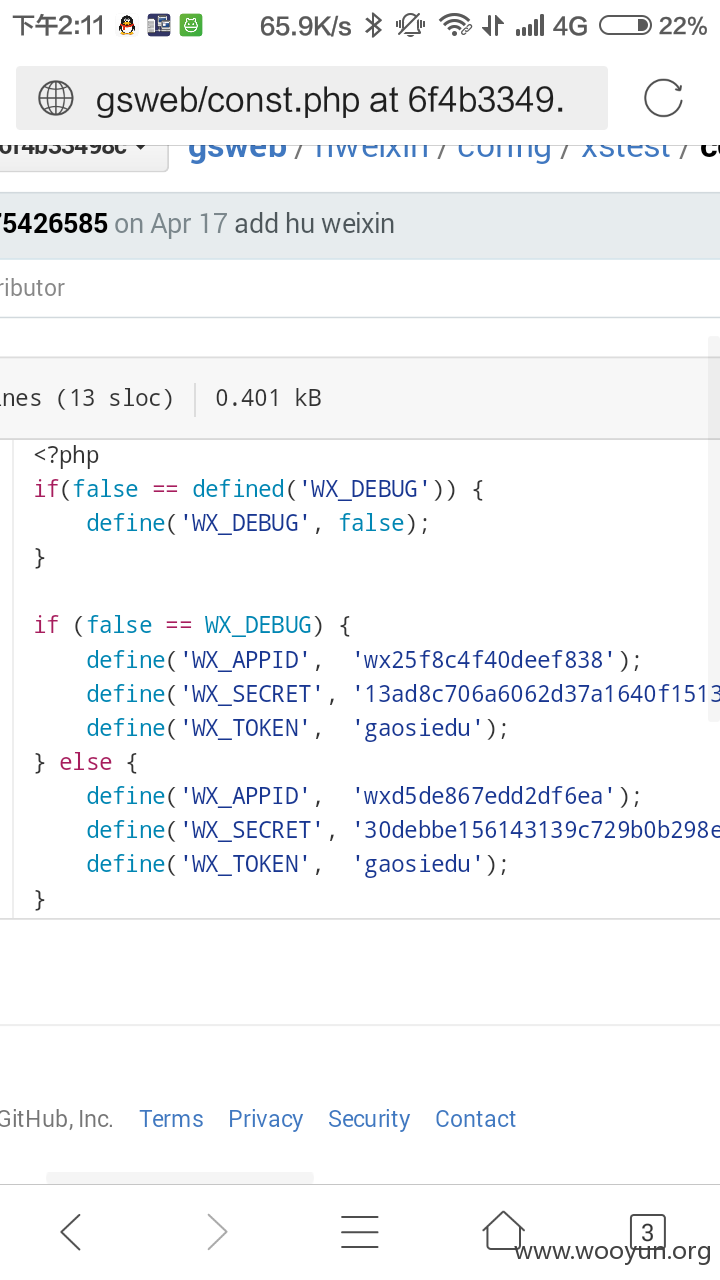 下午2:11 65.9K/s 4G 22%
gsweb/const.php at 6f4b3349.
6f4b33498c gsweb / hweixin / config / xstest / c
75426585 on Apr 17 add hu weixin
ributor
nes (13 sloc) 0.401 kB
<?php
if(false == defined('WX_DEBUG')) {
define('WX_DEBUG', false);
}
if (false == WX_DEBUG) {
define('WX_APPID', 'wx25f8c4f40deef838');
define('WX_SECRET', '13ad8c706a6062d37a1640f1513
define('WX_TOKEN', 'gaosiedu');
} else {
define('WX_APPID', 'wxd5de867edd2df6ea');
define('WX_SECRET', '30debbe156143139c729b0b298e
define('WX_TOKEN', 'gaosiedu');
}
GitHub, Inc. Terms Privacy Security Contact
3
www.wooyun.org